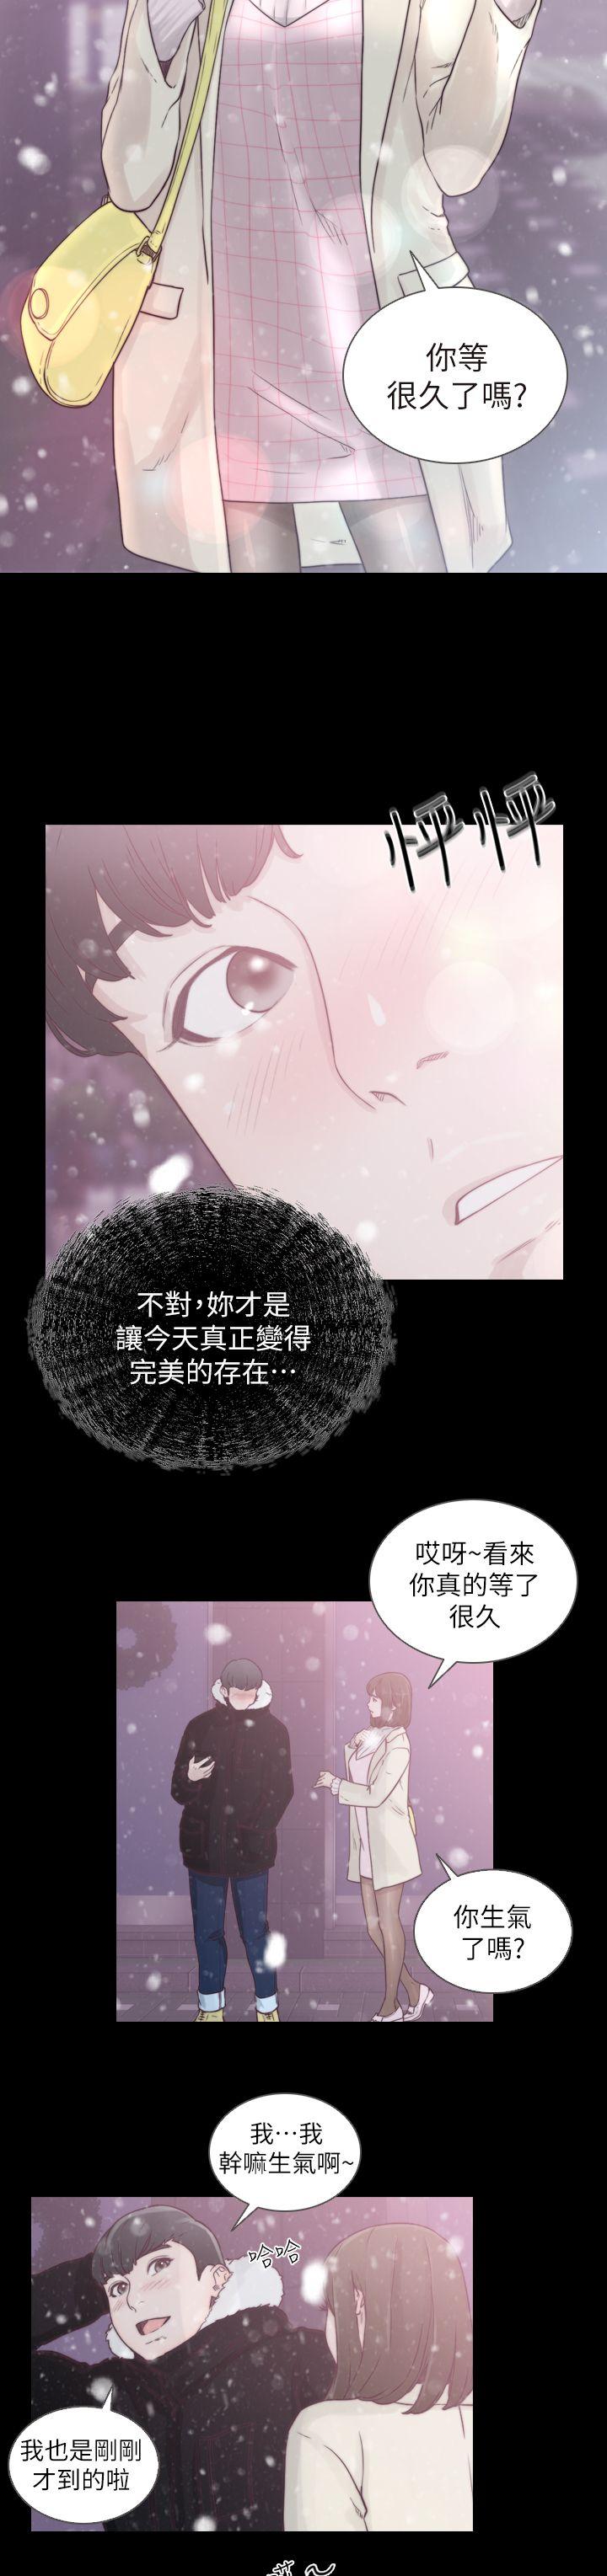 你等
很久了嗎?
怦怦
不對,妳才是
讓今天真正變得
完美的存在…
哎呀~看來
你真的等了
很久
你生氣
了嗎?
我…我
幹嘛生氣啊~
哈哈
我也是剛剛
才到的啦